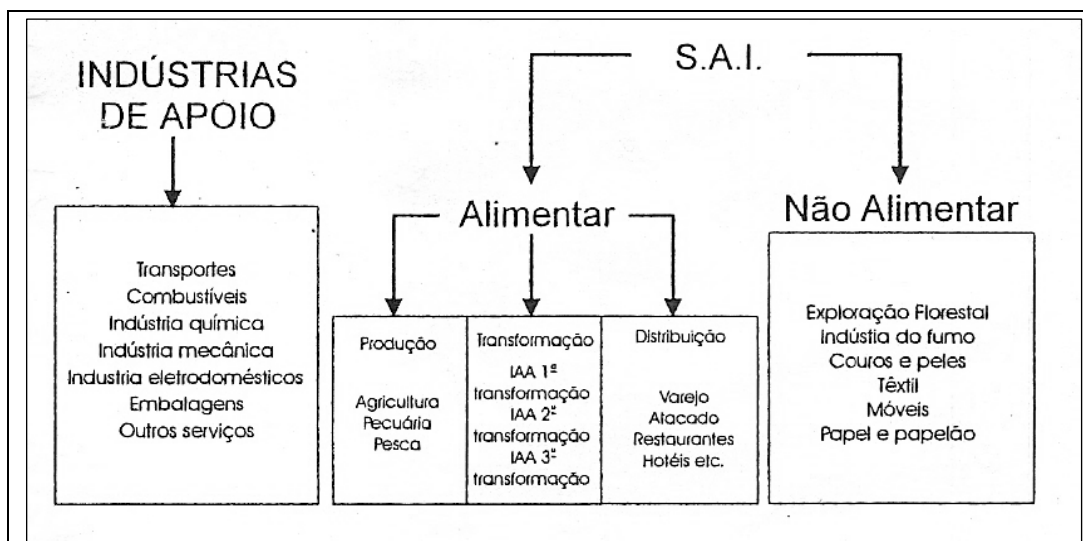 INDÚSTRIAS
DE APOIO
Transportes
Combustíveis
Indústria química
Indústria mecânica
Industria eletrodomésticos
Embalagens
Outros serviços
S.A.I.
Alimentar
Produção
Agricultura
Pecuária
Pesca
Transformação
IAA 1ª
transformação
IAA 2ª
transformação
IAA 3ª
transformação
Distribuição
Varejo
Atacado
Restaurantes
Hotéis etc.
Não Alimentar
Exploração Florestal
Indústia do fumo
Couros e peles
Têxtil
Móveis
Papel e papelão